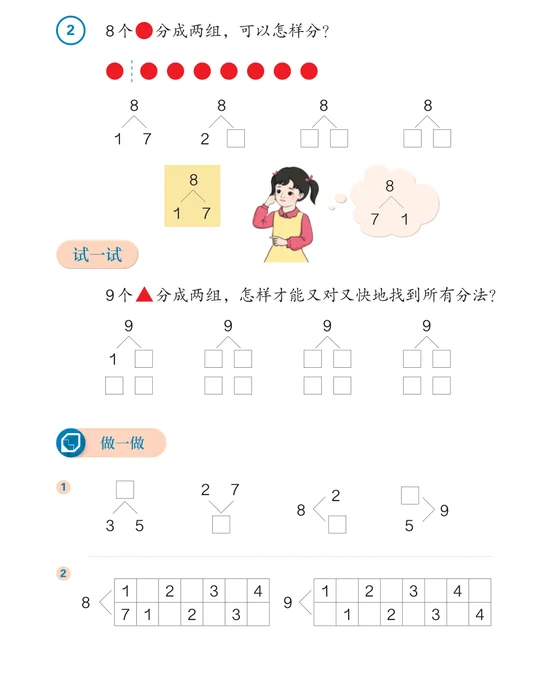 2 8个 分成两组，可以怎样分？
8 8 8 8
1 7 2
8 8
1 7 7 1
试一试
9个 分成两组，怎样才能又对又快地找到所有分法？
9 9 9 9
1
做一做
1
3 5 2 7 8 2 5 9
2
8 1 2 3 4 9 1 2 3 4
7 1 2 3 1 2 3 4